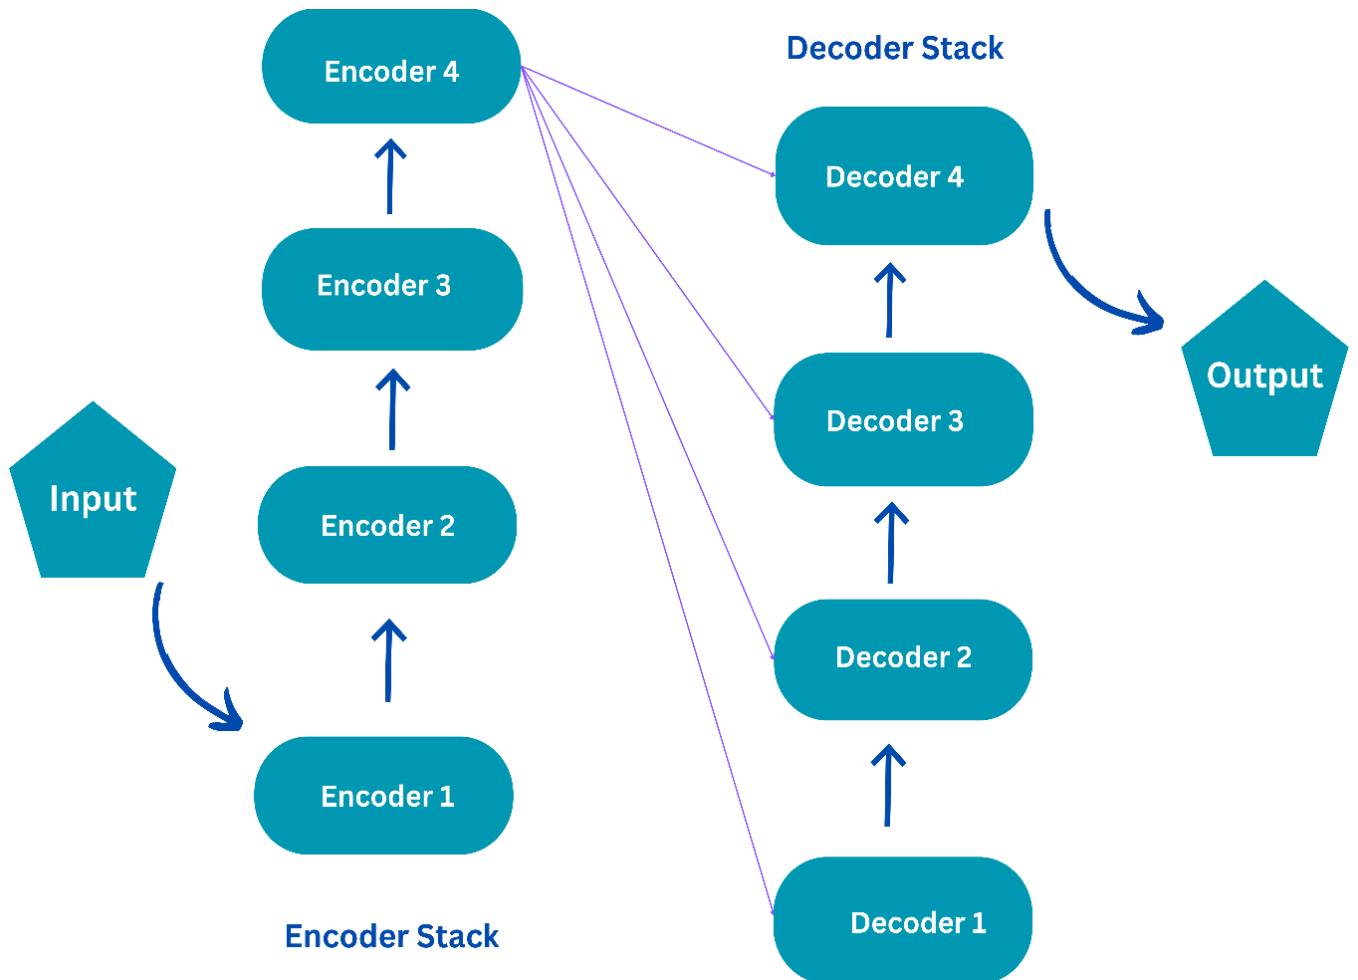 Encoder 4
Encoder 3
Encoder 2
Encoder 1
Encoder Stack
Input
Decoder Stack
Decoder 4
Decoder 3
Decoder 2
Decoder 1
Output